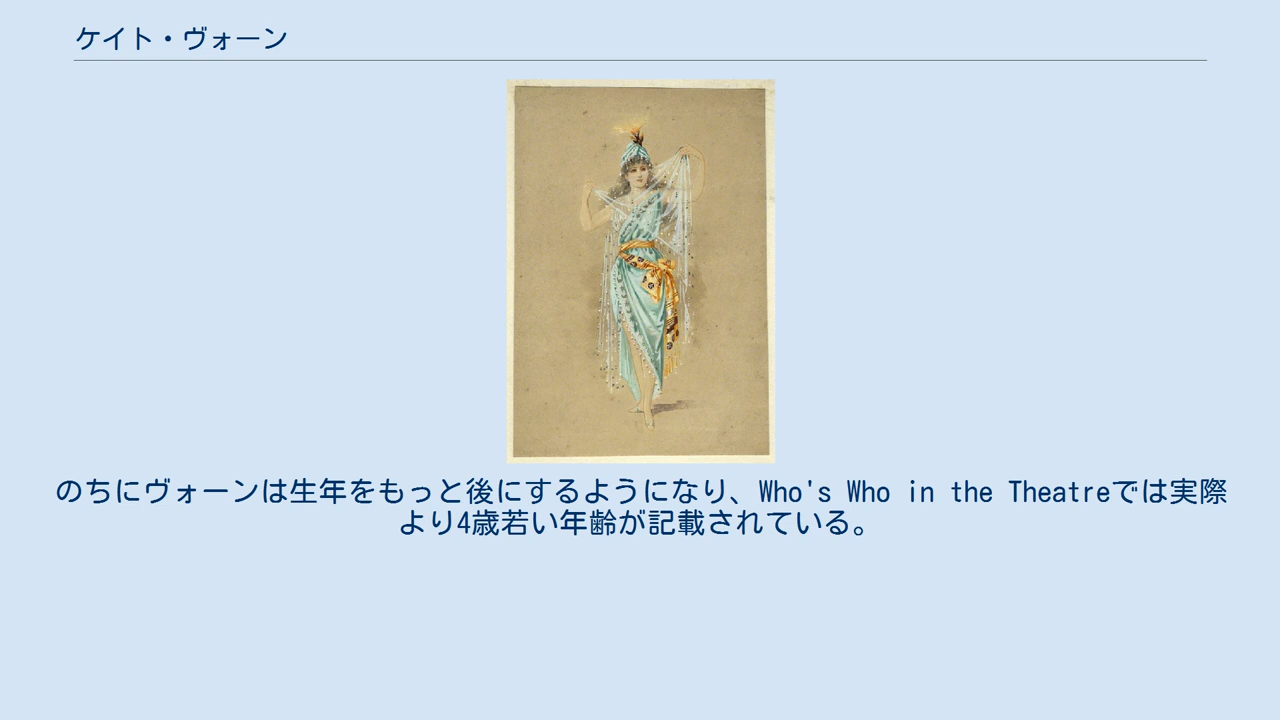 ケイト・ヴォーン
のちにヴォーンは生年をもっと後にするようになり、Who's Who in the Theatreでは実際
より4歳若い年齢が記載されている。